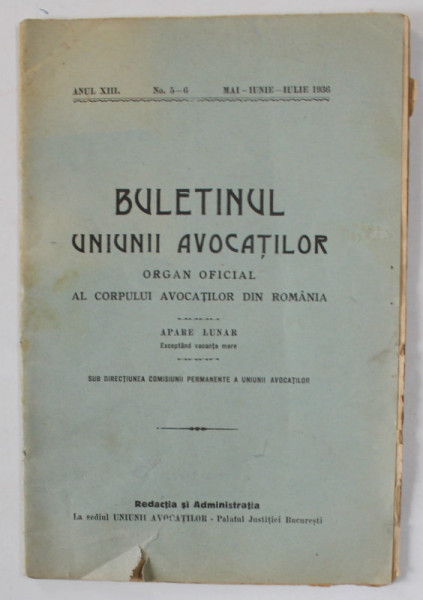 ANUL XIII. No. 5—6 MAI—IUNIE—IULIE 1936
BULETINUL
UNIUNII AVOCAȚILOR
ORGAN OFICIAL
AL CORPULUI AVOCAȚILOR DIN ROMÂNIA
APARE LUNAR
Exceptând vacanța mare
SUB DIRECȚIUNEA COMISIUNII PERMANENTE A UNIUNII AVOCAȚILOR
Redacția și Administrația
La sediul UNIUNII AVOCAȚILOR - Palatul Justiției București